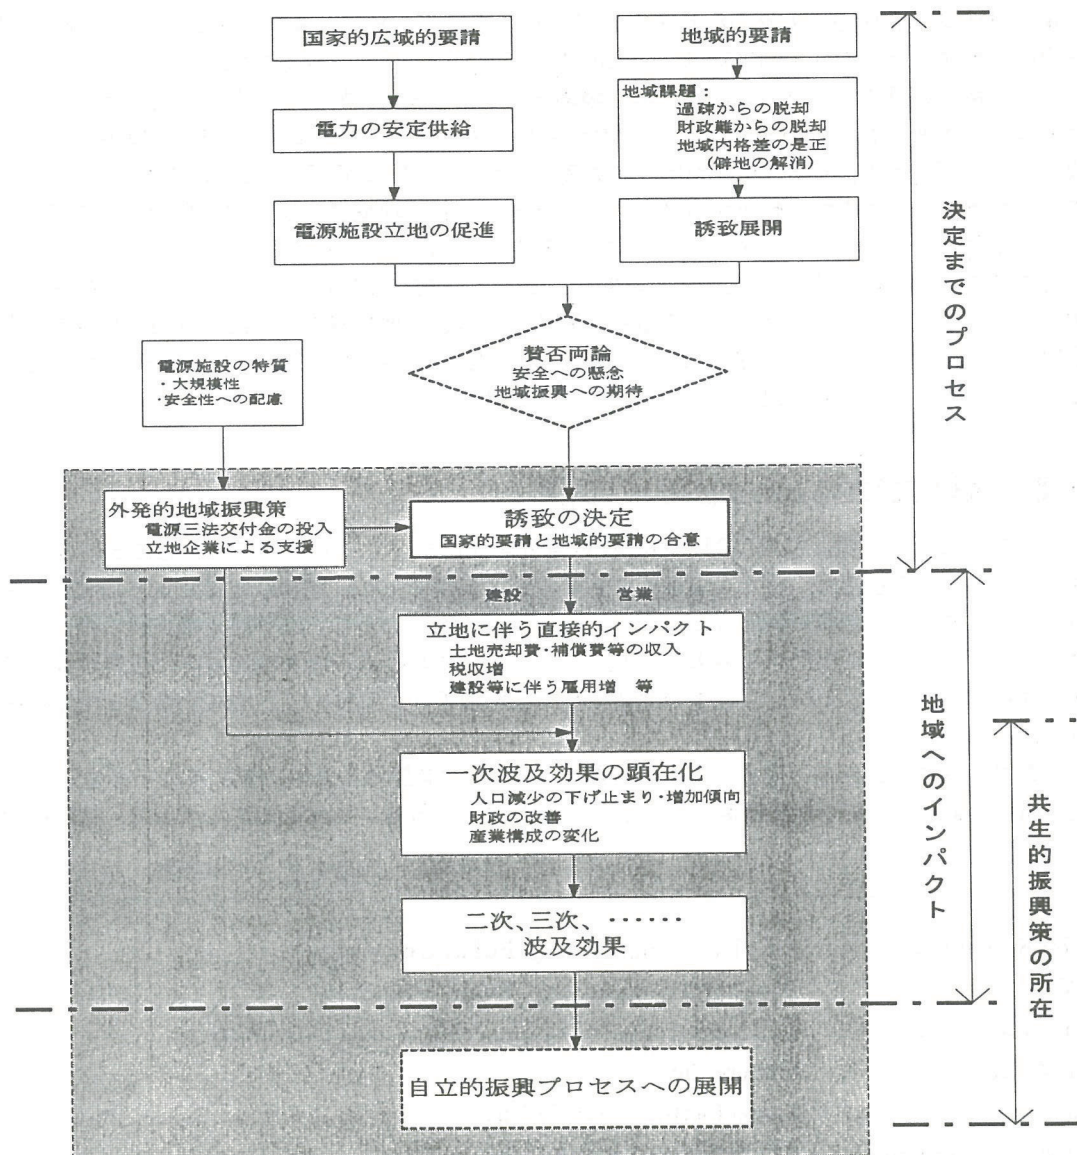 国家的広域的要請
地域的要請
電力の安定供給
地域課題：
過疎からの脱却
財政難からの脱却
地域内格差の是正
(僻地の解消)
電源施設立地の促進
誘致展開
賛否両論
安全への懸念
地域振興への期待
電源施設の特質
・大規模性
・安全性への配慮
外発的地域振興策
電源三法交付金の投入
立地企業による支援
誘致の決定
国家的要請と地域的要請の合意
建設 営業
立地に伴う直接的インパクト
土地売却費・補償費等の収入
税収増
建設等に伴う雇用増 等
一次波及効果の顕在化
人口減少の下げ止まり・増加傾向
財政の改善
産業構成の変化
二次、三次、‥‥‥
波及効果
自立的振興プロセスへの展開
決定までのプロセス
地域へのインパクト
共生的振興策の所在